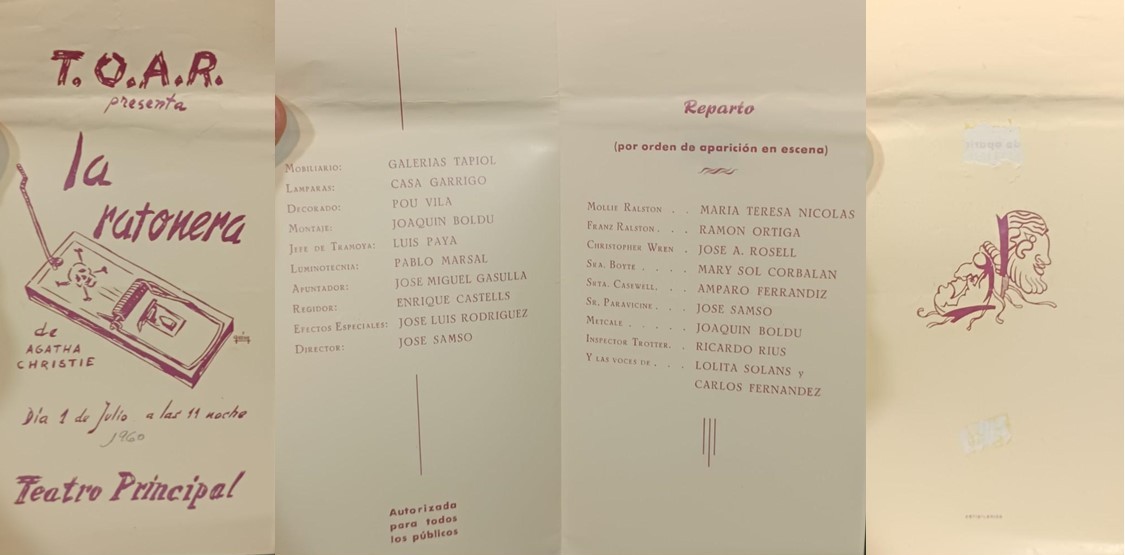 T.O.A.R.
presenta
la
ratonera
de
AGATHA
CHRISTIE
Día 1 de Julio a las 11 noche
1960
Teatro Principal
MOBILIARIO: GALERIAS TAPIOL
LAMPARAS: CASA GARRIGO
DECORADO: POU VILA
MONTAJE: JOAQUIN BOLDU
JEFE DE TRAMOYA: LUIS PAYA
LUMINOTECNIA: PABLO MARSAL
APUNTADOR: JOSE MIGUEL GASULLA
REGIDOR: ENRIQUE CASTELLS
EFECTOS ESPECIALES: JOSE LUIS RODRIGUEZ
DIRECTOR: JOSE SAMSO
Autorizada
para todos
los públicos
Reparto
(por orden de aparición en escena)
MOLLIE RALSTON . . MARIA TERESA NICOLAS
FRANZ RALSTON . . . RAMON ORTIGA
CHRISTOPHER WREN . JOSE A. ROSELL
SRA. BOYTE . . . . . MARY SOL CORBALAN
SRTA. CASEWELL . . . AMPARO FERRANDIZ
SR. PARAVICINE . . . JOSE SAMSO
METCALE . . . . . JOAQUIN BOLDU
INSPECTOR TROTTER . . RICARDO RIUS
Y LAS VOCES DE . . . LOLITA SOLANS y
CARLOS FERNANDEZ